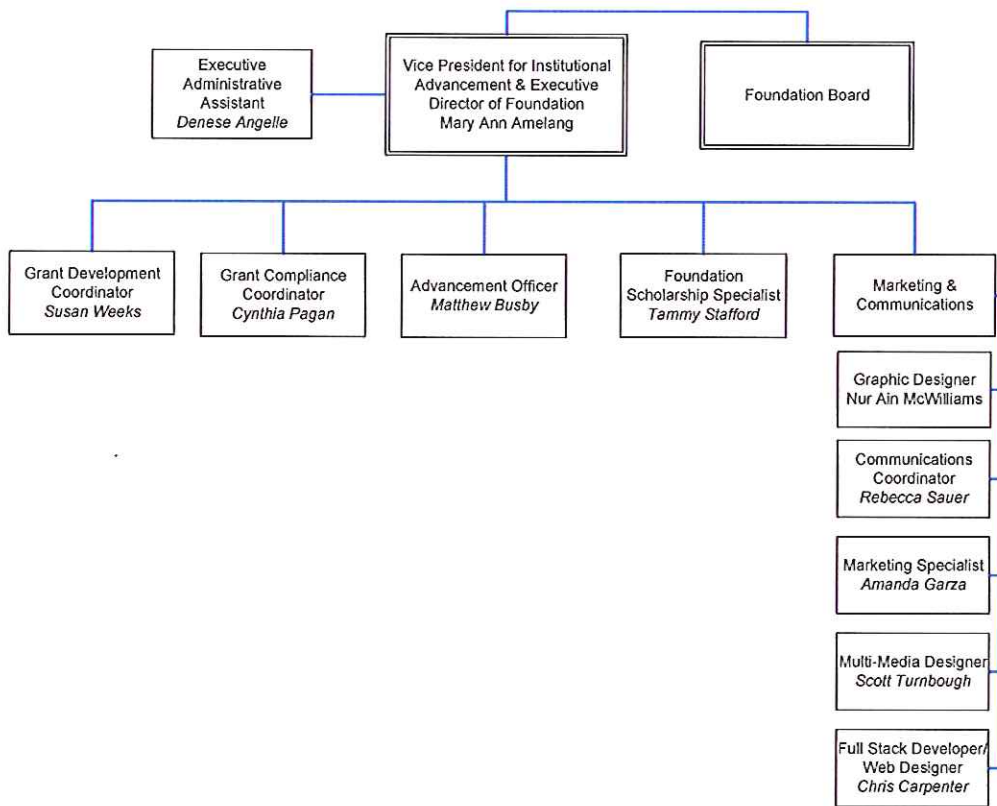 Executive
Administrative
Assistant
Denese Angelle
Vice President for Institutional
Advancement & Executive
Director of Foundation
Mary Ann Amelang
Foundation Board
Grant Development
Coordinator
Susan Weeks
Grant Compliance
Coordinator
Cynthia Pagan
Advancement Officer
Matthew Busby
Foundation
Scholarship Specialist
Tammy Stafford
Marketing &
Communications
Graphic Designer
Nur Ain McWilliams
Communications
Coordinator
Rebecca Sauer
Marketing Specialist
Amanda Garza
Multi-Media Designer
Scott Turnbough
Full Stack Developer/
Web Designer
Chris Carpenter